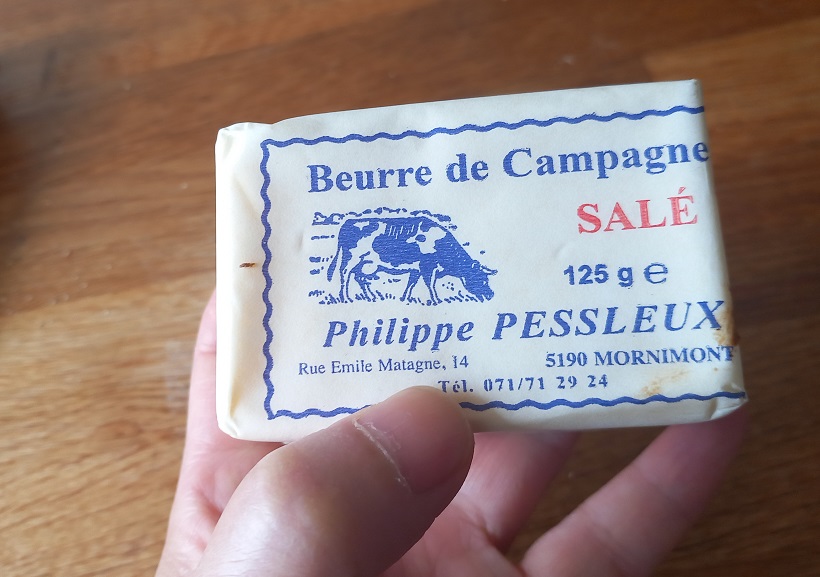 Beurre de Campagne
SALÉ
125 g ℮
Philippe PESSLEUX
Rue Emile Matagne, 14 5190 MORNIMONT
Tél. 071/71 29 24